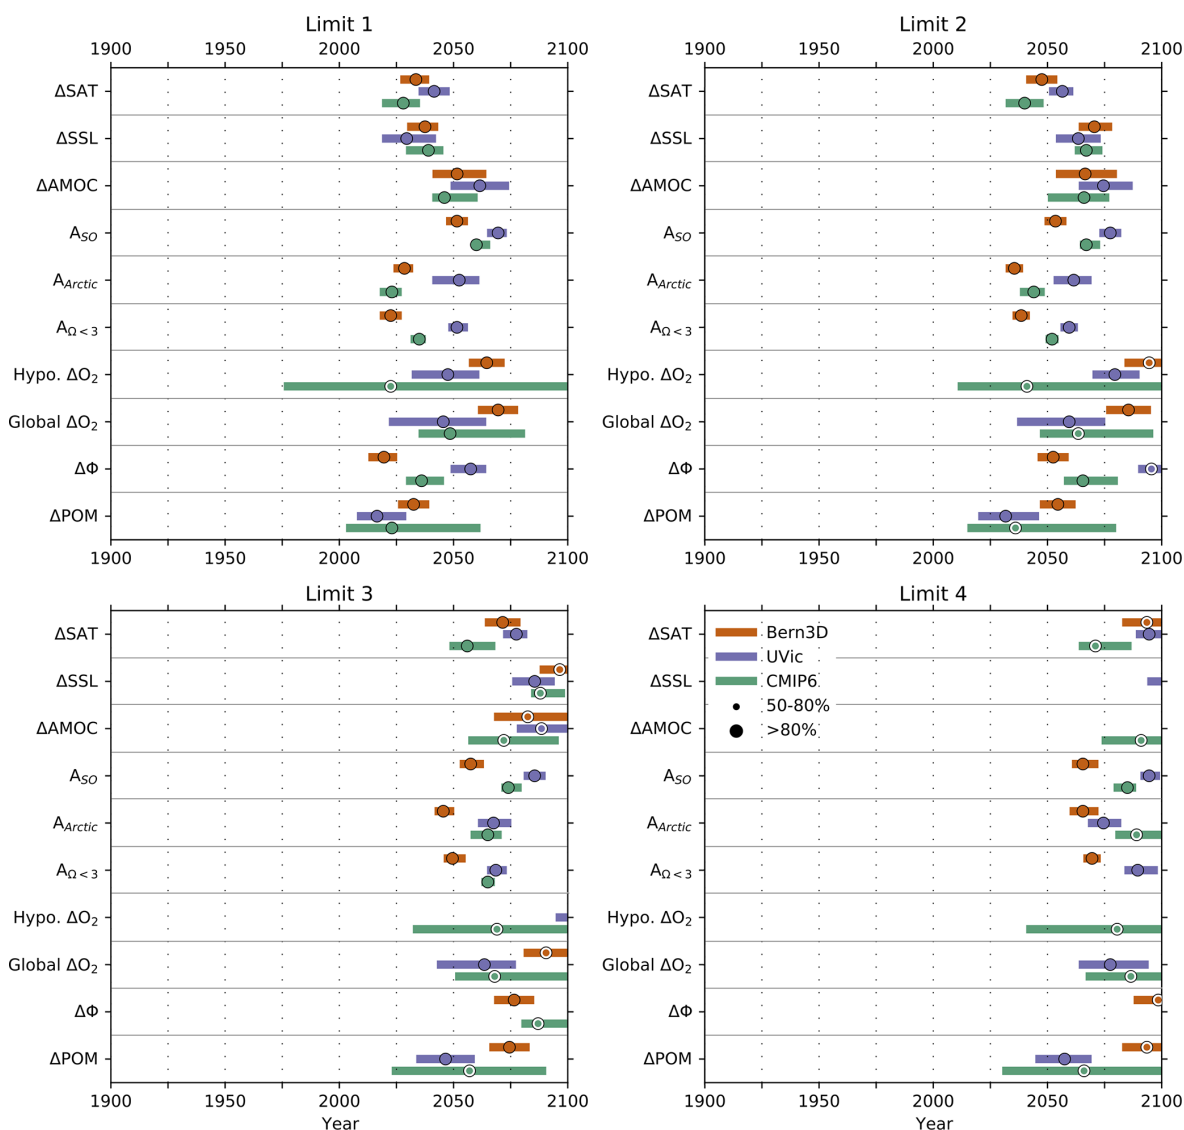 Limit 1
1900 1950 2000 2050 2100
ΔSAT
ΔSSL
ΔAMOC
A_SO
A_Arctic
A_Ω<3
Hypo. ΔO₂
Global ΔO₂
ΔΦ
ΔPOM
1900 1950 2000 2050 2100
Limit 2
1900 1950 2000 2050 2100
ΔSAT
ΔSSL
ΔAMOC
A_SO
A_Arctic
A_Ω<3
Hypo. ΔO₂
Global ΔO₂
ΔΦ
ΔPOM
1900 1950 2000 2050 2100
Limit 3
ΔSAT
ΔSSL
ΔAMOC
A_SO
A_Arctic
A_Ω<3
Hypo. ΔO₂
Global ΔO₂
ΔΦ
ΔPOM
1900 1950 2000 2050 2100
Year
Limit 4
Bern3D
UVic
CMIP6
50-80%
>80%
ΔSAT
ΔSSL
ΔAMOC
A_SO
A_Arctic
A_Ω<3
Hypo. ΔO₂
Global ΔO₂
ΔΦ
ΔPOM
1900 1950 2000 2050 2100
Year